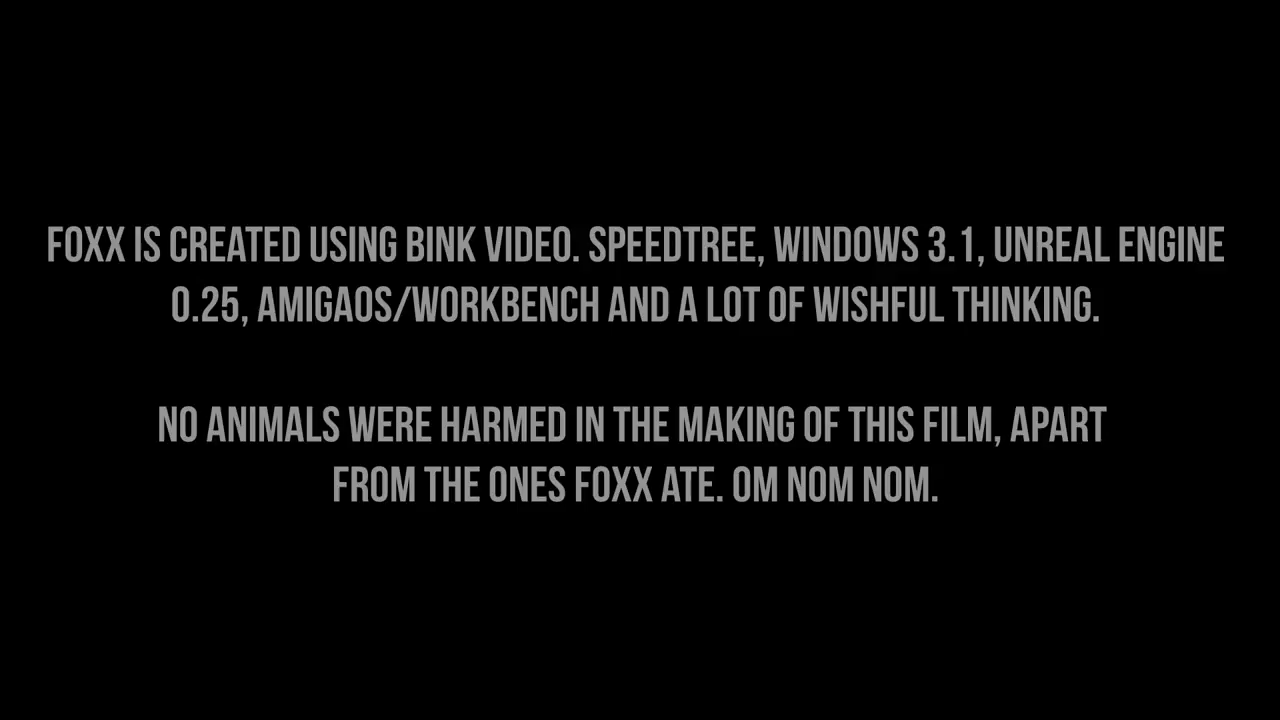 FOXX IS CREATED USING BINK VIDEO. SPEEDTREE, WINDOWS 3.1, UNREAL ENGINE
0.25, AMIGAOS/WORKBENCH AND A LOT OF WISHFUL THINKING.
NO ANIMALS WERE HARMED IN THE MAKING OF THIS FILM, APART
FROM THE ONES FOXX ATE. OM NOM NOM.